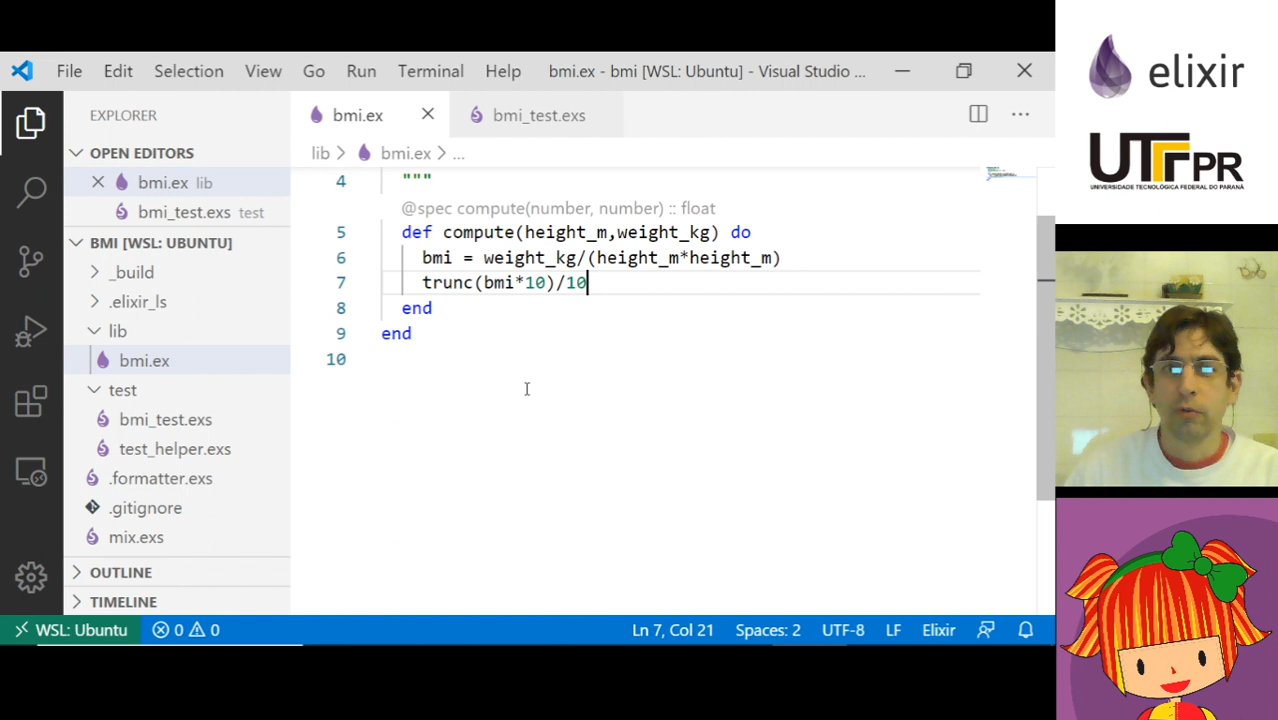 File Edit Selection View Go Run Terminal Help bmi.ex - bmi [WSL: Ubuntu] - Visual Studio ...
EXPLORER
OPEN EDITORS
bmi.ex lib
bmi_test.exs test
BMI [WSL: UBUNTU]
_build
.elixir_ls
lib
bmi.ex
test
bmi_test.exs
test_helper.exs
.formatter.exs
.gitignore
mix.exs
OUTLINE
TIMELINE
bmi.ex bmi_test.exs
lib > bmi.ex > ...
4 """
@spec compute(number, number) :: float
5 def compute(height_m,weight_kg) do
6 bmi = weight_kg/(height_m*height_m)
7 trunc(bmi*10)/10
8 end
9 end
10
WSL: Ubuntu 0 0 Ln 7, Col 21 Spaces: 2 UTF-8 LF Elixir
elixir
UTFPR
UNIVERSIDADE TECNOLÓGICA FEDERAL DO PARANÁ